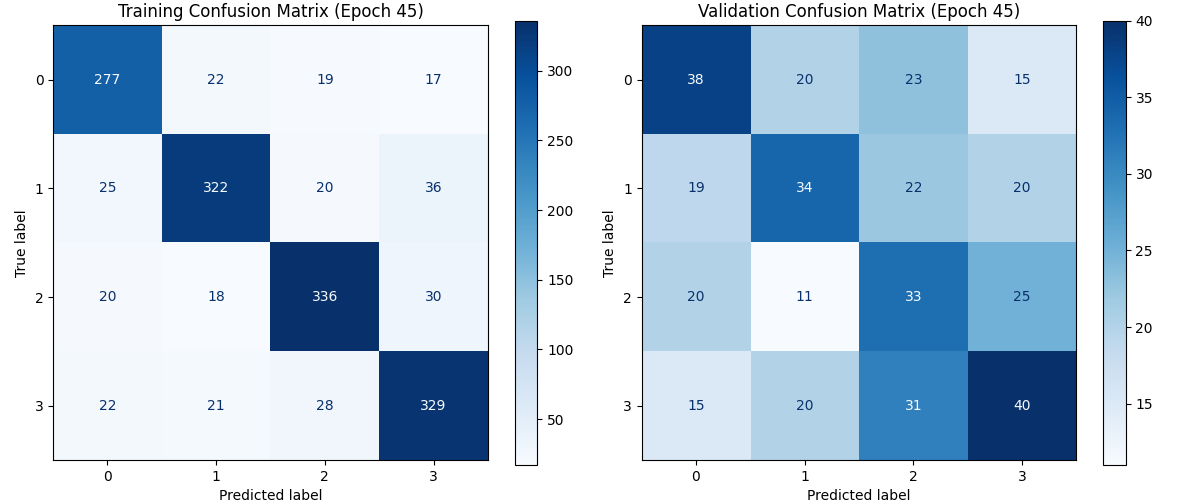 Training Confusion Matrix (Epoch 45)
0 277 22 19 17
1 25 322 20 36
2 20 18 336 30
3 22 21 28 329
0 1 2 3
True label
Predicted label
300
250
200
150
100
50
Validation Confusion Matrix (Epoch 45)
0 38 20 23 15
1 19 34 22 20
2 20 11 33 25
3 15 20 31 40
0 1 2 3
True label
Predicted label
40
35
30
25
20
15